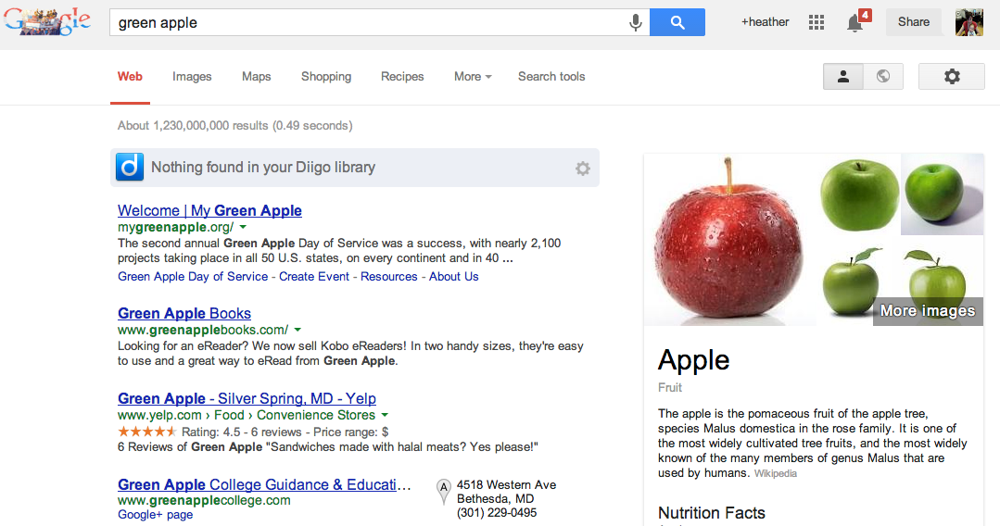 Google
green apple
+heather
4
Share
Web
Images
Maps
Shopping
Recipes
More
Search tools
About 1,230,000,000 results (0.49 seconds)
d Nothing found in your Diigo library
Welcome | My Green Apple
mygreenapple.org/
The second annual Green Apple Day of Service was a success, with nearly 2,100
projects taking place in all 50 U.S. states, on every continent and in 40 ...
Green Apple Day of Service - Create Event - Resources - About Us
Green Apple Books
www.greenapplebooks.com/
Looking for an eReader? We now sell Kobo eReaders! In two handy sizes, they're easy
to use and a great way to eRead from Green Apple.
Green Apple - Silver Spring, MD - Yelp
www.yelp.com › Food › Convenience Stores
Rating: 4.5 - 6 reviews - Price range: $
6 Reviews of Green Apple "Sandwiches made with halal meats? Yes please!"
Green Apple College Guidance & Educati...
www.greenapplecollege.com
Google+ page
A
4518 Western Ave
Bethesda, MD
(301) 229-0495
More images
Apple
Fruit
The apple is the pomaceous fruit of the apple tree,
species Malus domestica in the rose family. It is one of
the most widely cultivated tree fruits, and the most widely
known of the many members of genus Malus that are
used by humans. Wikipedia
Nutrition Facts